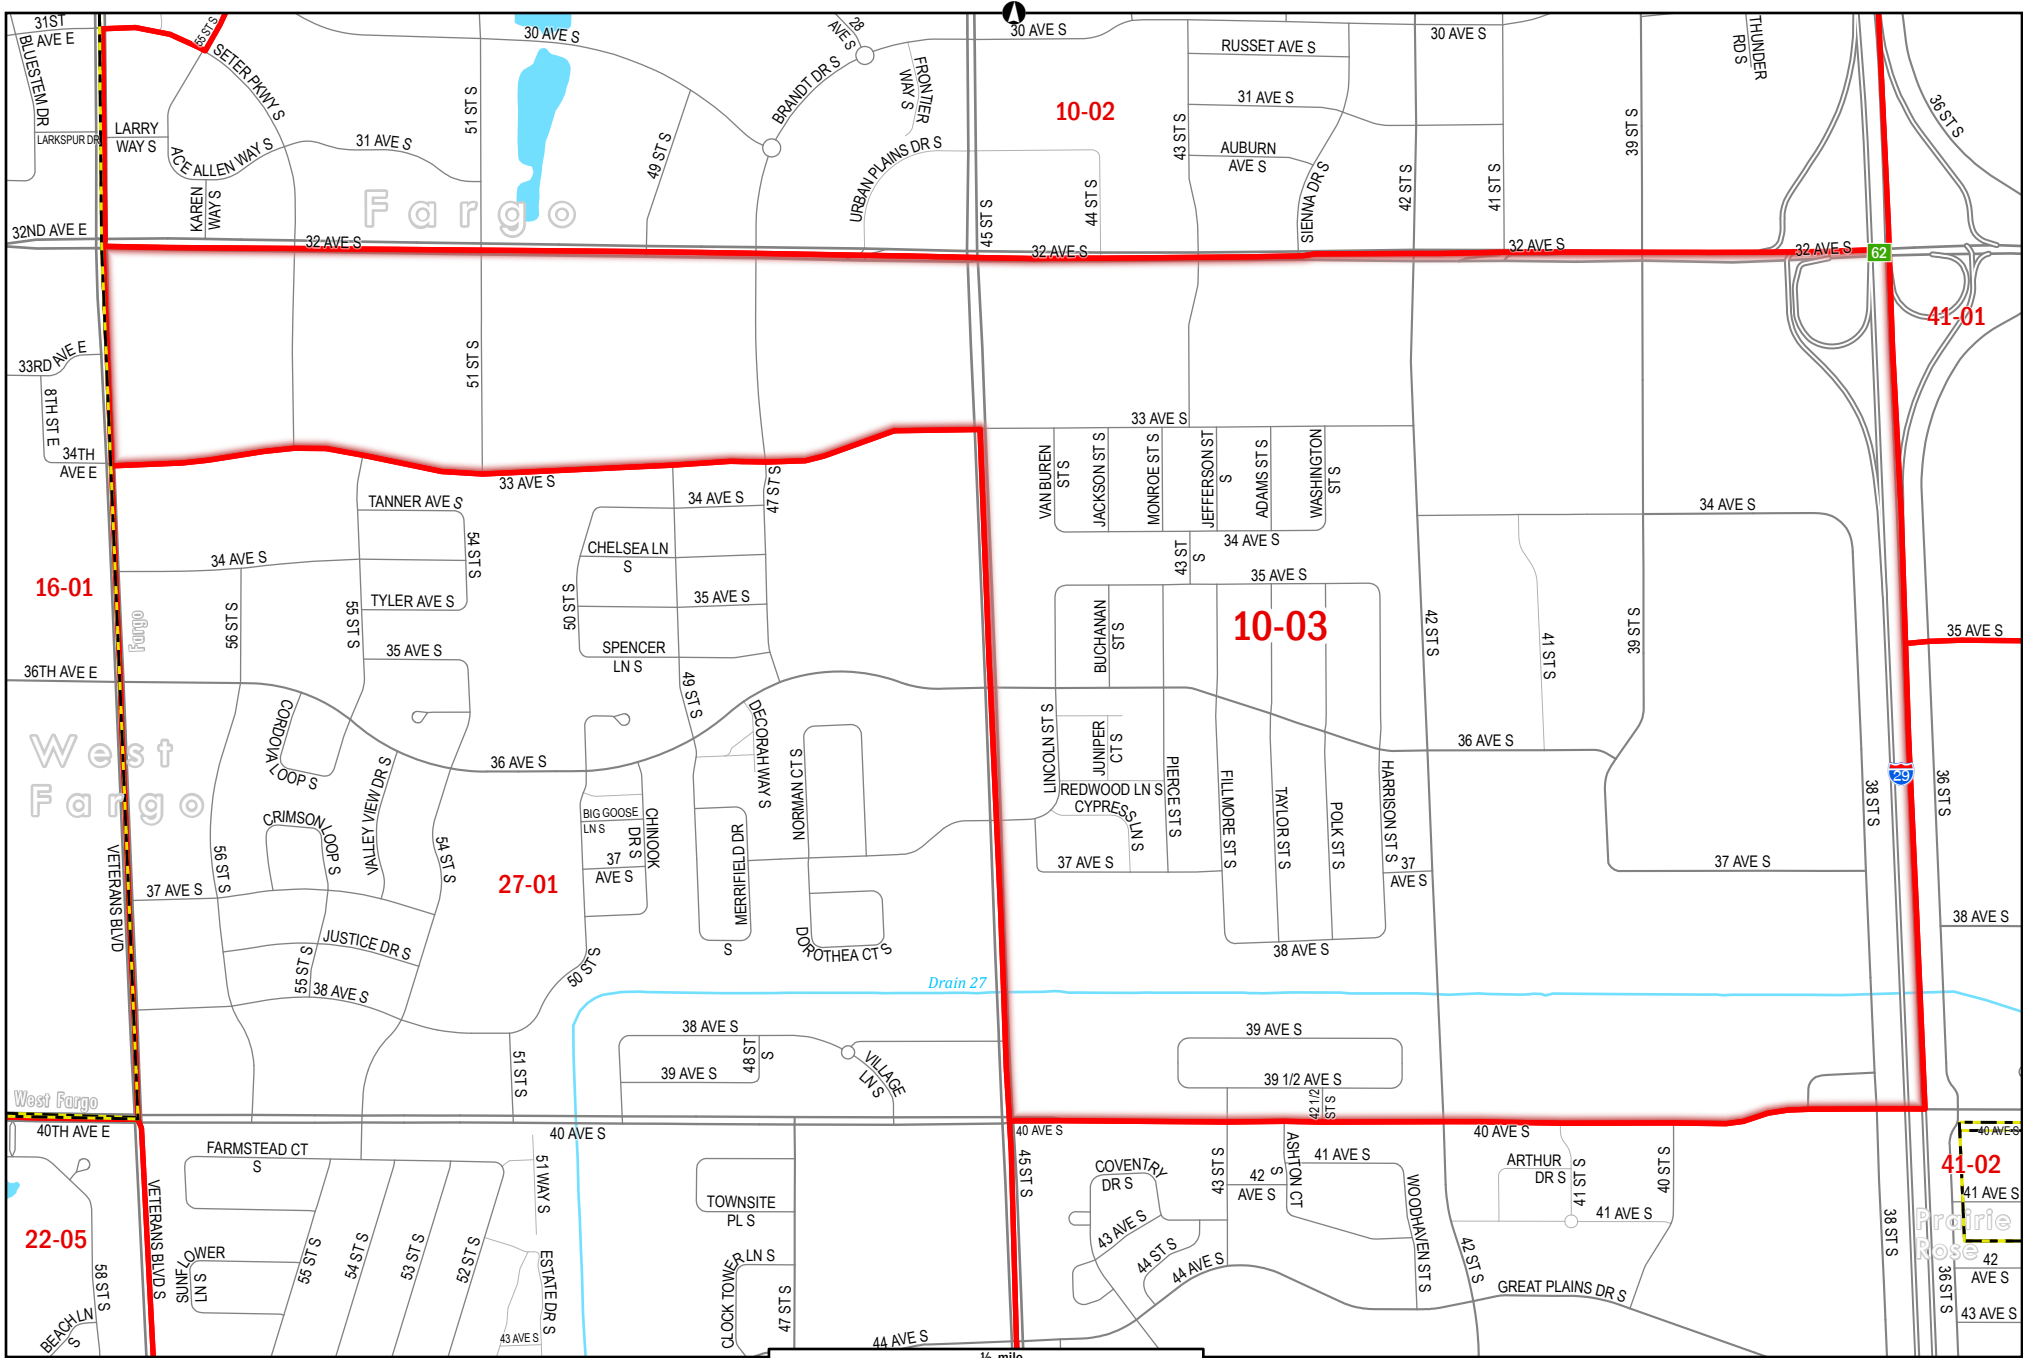 31ST
AVE E
BLUESTEM DR
LARKSPUR DR
55 ST S
SETER PKWY S
LARRY
WAY S
ACE ALLEN WAY S
KAREN
WAY S
31 AVE S
51 ST S
30 AVE S
49 ST S
28
AVE S
BRANDT DR S
FRONTIER
WAY S
URBAN PLAINS DR S
45 ST S
30 AVE S
10-02
44 ST S
43 ST S
RUSSET AVE S
31 AVE S
AUBURN
AVE S
SIENNA DR S
42 ST S
30 AVE S
41 ST S
39 ST S
THUNDER
RD S
36 ST S
Fargo
32ND AVE E
32 AVE S
32 AVE S
32 AVE S
32 AVE S
62
41-01
33RD AVE E
8TH ST E
34TH
AVE E
51 ST S
33 AVE S
33 AVE S
VAN BUREN
ST S
JACKSON ST S
MONROE ST S
JEFFERSON ST
S
ADAMS ST S
WASHINGTON
ST S
34 AVE S
34 AVE S
TANNER AVE S
54 ST S
34 AVE S
TYLER AVE S
55 ST S
56 ST S
35 AVE S
34 AVE S
47 ST S
CHELSEA LN
S
50 ST S
35 AVE S
SPENCER
LN S
49 ST S
43 ST
S
35 AVE S
BUCHANAN
ST S
10-03
42 ST S
41 ST S
39 ST S
35 AVE S
16-01
Fargo
36TH AVE E
West
Fargo
CORDOVA LOOP S
CRIMSON LOOP S
VALLEY VIEW DR S
36 AVE S
DECORAH WAY S
NORMAN CT S
LINCOLN ST S
JUNIPER
CT S
REDWOOD LN S
CYPRESS LN S
PIERCE ST S
FILLMORE ST S
TAYLOR ST S
POLK ST S
HARRISON ST S
36 AVE S
37
AVE S
37 AVE S
37 AVE S
38 AVE S
38 ST S
29
36 ST S
38 AVE S
VETERANS BLVD
37 AVE S
56 ST S
54 ST S
JUSTICE DR S
55 ST S
38 AVE S
27-01
BIG GOOSE
LN S
CHINOOK
DR S
37
AVE S
50 ST S
MERRIFIELD DR
S
DOROTHEA CT S
Drain 27
51 ST S
38 AVE S
48 ST
S
39 AVE S
VILLAGE
LN S
39 AVE S
39 1/2 AVE S
42 1/2
ST S
West Fargo
40TH AVE E
40 AVE S
40 AVE S
40 AVE S
40 AVE S
41-02
41 AVE S
Prairie
Rose
42
AVE S
43 AVE S
22-05
58 ST S
BEACH LN
S
VETERANS BLVD S
FARMSTEAD CT
S
SUNFLOWER
LN S
55 ST S
54 ST S
53 ST S
52 ST S
51 WAY S
ESTATE DR S
43 AVE S
TOWNSITE
PL S
CLOCK TOWER LN S
47 ST S
44 AVE S
45 ST S
COVENTRY
DR S
43 AVE S
44 ST S
44 AVE S
43 ST S
42
AVE S
ASHTON CT
S
41 AVE S
WOODHAVEN ST S
42 ST S
ARTHUR
DR S
41 ST S
41 AVE S
40 ST S
GREAT PLAINS DR S
38 ST S
36 ST S
½ mile